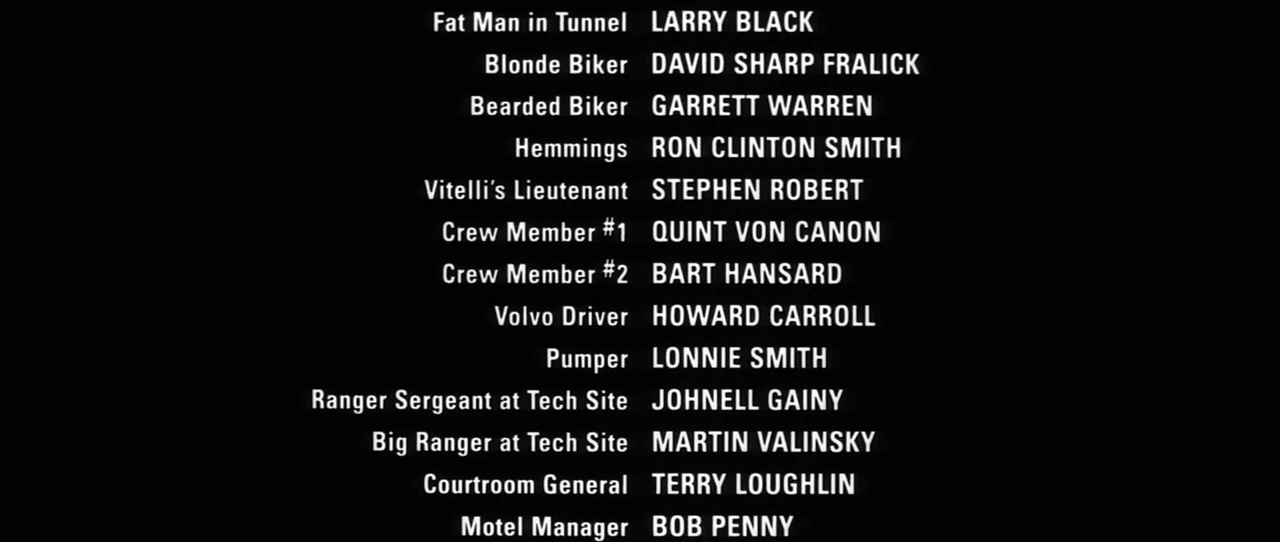 Fat Man in Tunnel LARRY BLACK
Blonde Biker DAVID SHARP FRALICK
Bearded Biker GARRETT WARREN
Hemmings RON CLINTON SMITH
Vitelli's Lieutenant STEPHEN ROBERT
Crew Member #1 QUINT VON CANON
Crew Member #2 BART HANSARD
Volvo Driver HOWARD CARROLL
Pumper LONNIE SMITH
Ranger Sergeant at Tech Site JOHNELL GAINY
Big Ranger at Tech Site MARTIN VALINSKY
Courtroom General TERRY LOUGHLIN
Motel Manager BOB PENNY